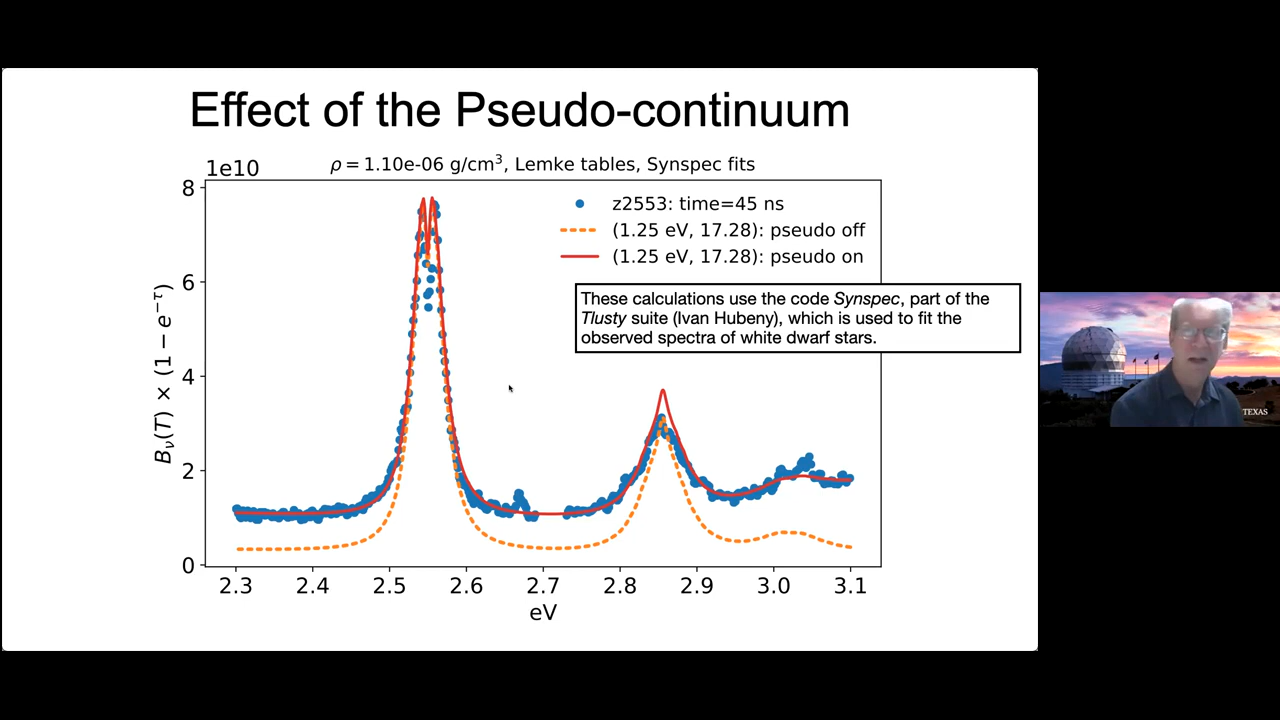 Effect of the Pseudo-continuum
1e10
ρ = 1.10e-06 g/cm³, Lemke tables, Synspec fits
8
6
4
2
0
B_ν(T) × (1 − e^{−τ})
z2553: time=45 ns
(1.25 eV, 17.28): pseudo off
(1.25 eV, 17.28): pseudo on
These calculations use the code Synspec, part of the
Tlusty suite (Ivan Hubeny), which is used to fit the
observed spectra of white dwarf stars.
2.3 2.4 2.5 2.6 2.7 2.8 2.9 3.0 3.1
eV
TEXAS